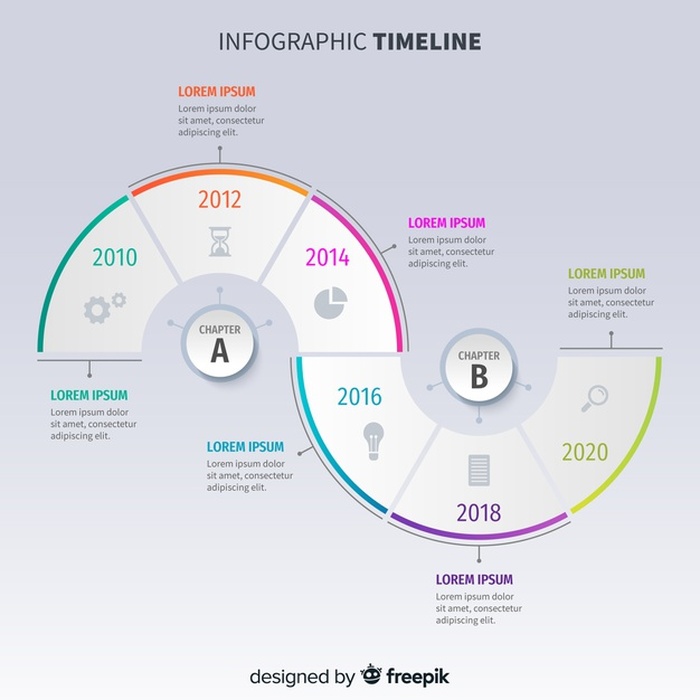 INFOGRAPHIC TIMELINE
LOREM IPSUM
Lorem ipsum dolor
sit amet, consectetur
adipiscing elit.
2012
2010
2014
LOREM IPSUM
Lorem ipsum dolor
sit amet, consectetur
adipiscing elit.
CHAPTER
A
LOREM IPSUM
Lorem ipsum dolor
sit amet, consectetur
adipiscing elit.
LOREM IPSUM
Lorem ipsum dolor
sit amet, consectetur
adipiscing elit.
CHAPTER
B
2016
LOREM IPSUM
Lorem ipsum dolor
sit amet, consectetur
adipiscing elit.
2018
2020
LOREM IPSUM
Lorem ipsum dolor
sit amet, consectetur
adipiscing elit.
designed by freepik